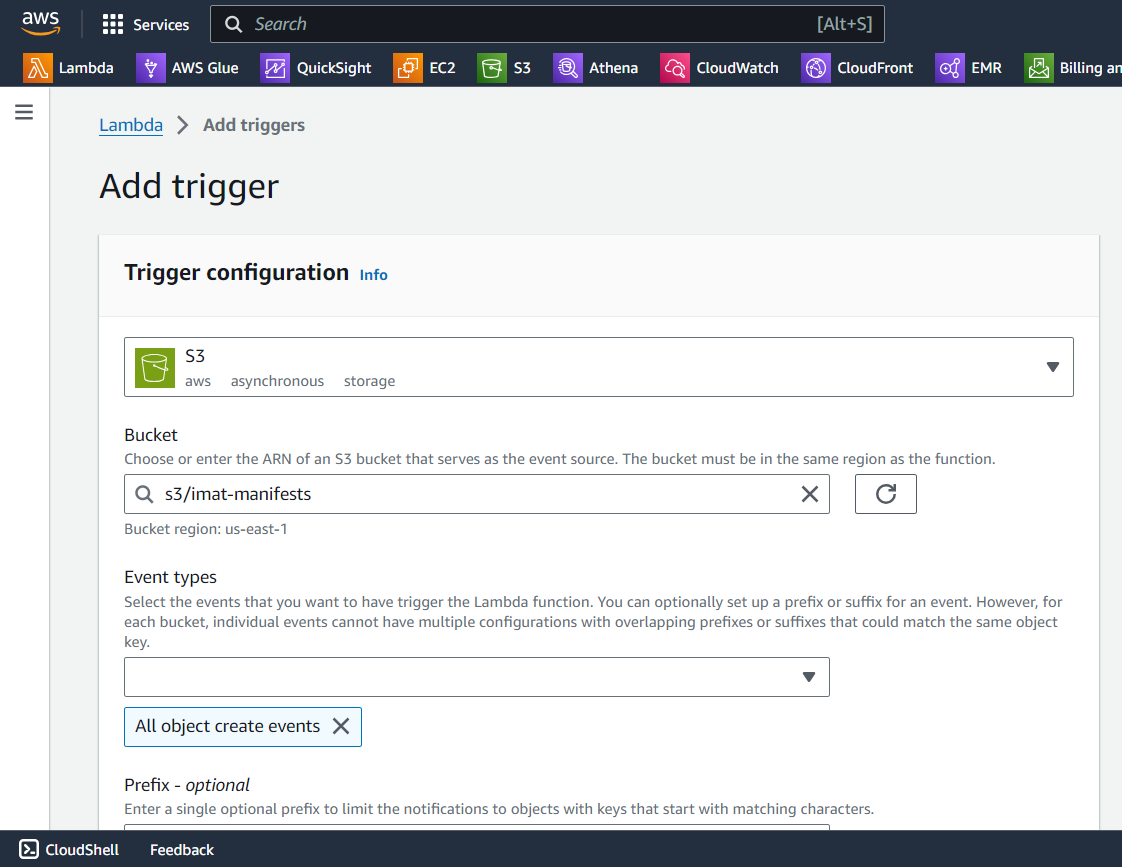 aws
Services
Search
[Alt+S]
Lambda
AWS Glue
QuickSight
EC2
S3
Athena
CloudWatch
CloudFront
EMR
Billing an
Lambda
Add triggers
Add trigger
Trigger configuration Info
S3
aws asynchronous storage
Bucket
Choose or enter the ARN of an S3 bucket that serves as the event source. The bucket must be in the same region as the function.
s3/imat-manifests
Bucket region: us-east-1
Event types
Select the events that you want to have trigger the Lambda function. You can optionally set up a prefix or suffix for an event. However, for
each bucket, individual events cannot have multiple configurations with overlapping prefixes or suffixes that could match the same object
key.
All object create events
Prefix - optional
Enter a single optional prefix to limit the notifications to objects with keys that start with matching characters.
CloudShell
Feedback